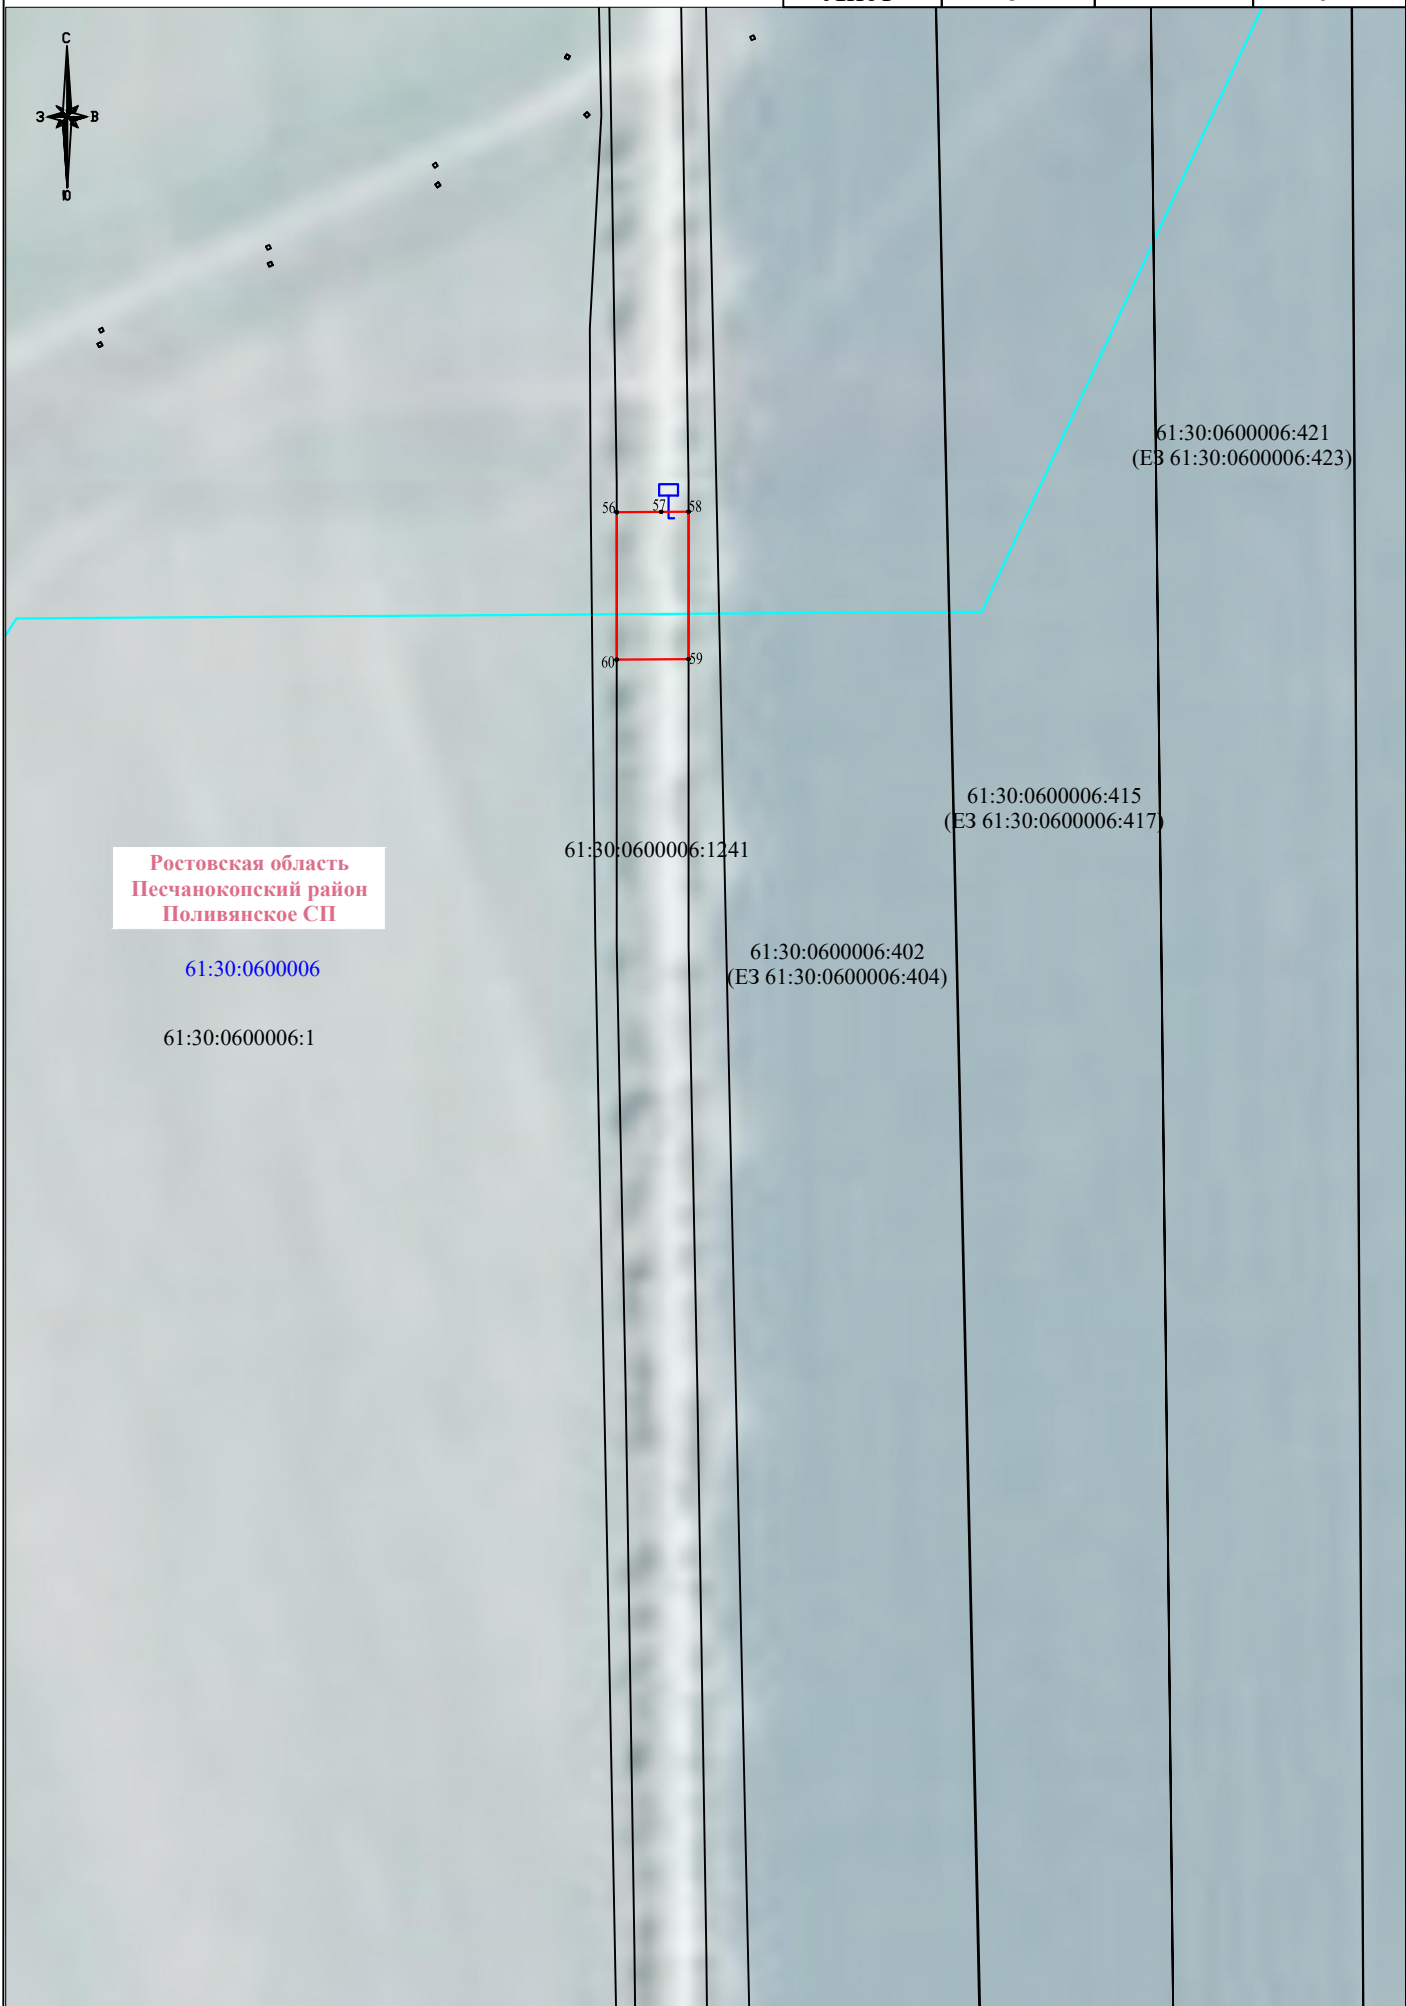 С
З В
Ю
61:30:0600006:421
(ЕЗ 61:30:0600006:423)
56 57 58
60 59
61:30:0600006:415
(ЕЗ 61:30:0600006:417)
61:30:0600006:1241
Ростовская область
Песчанокопский район
Поливянское СП
61:30:0600006:402
(ЕЗ 61:30:0600006:404)
61:30:0600006
61:30:0600006:1